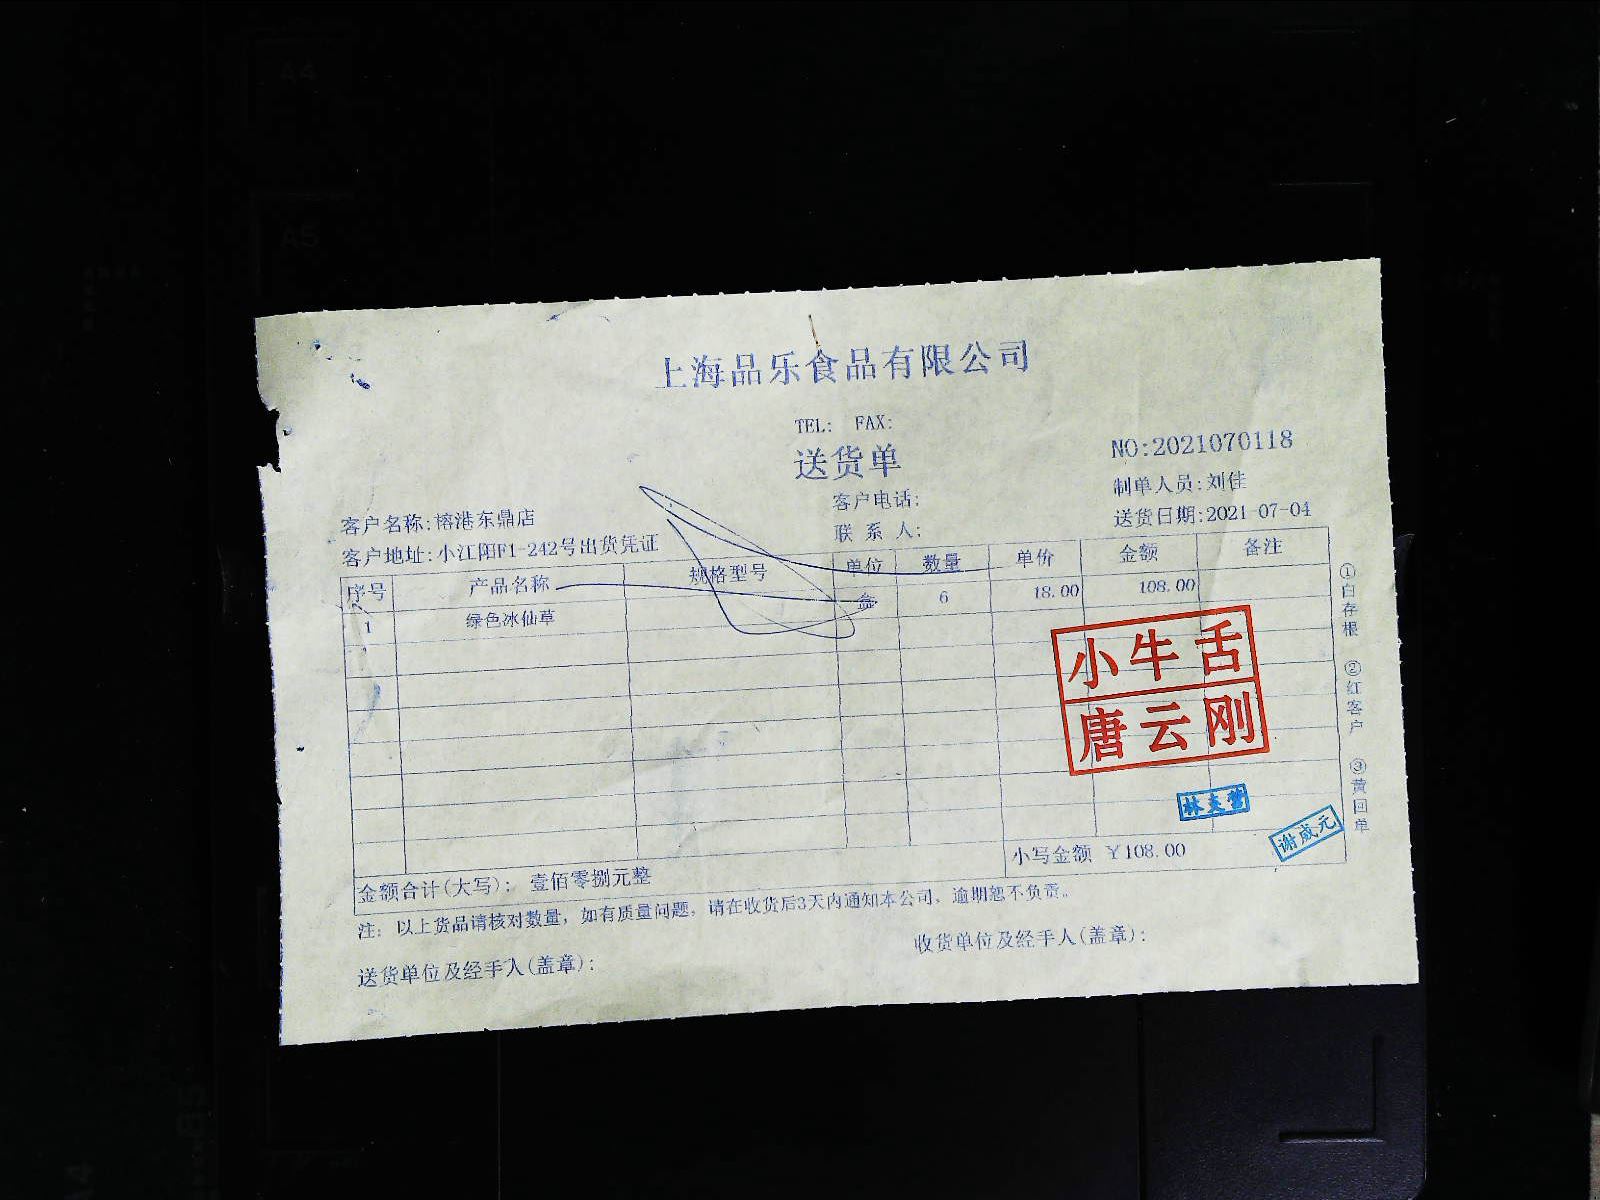 A4
A5
上海品乐食品有限公司
TEL: FAX:
送货单
NO:2021070118
客户电话:
制单人员:刘佳
客户名称:榕港东鼎店
联系人:
送货日期:2021-07-04
客户地址:小江阳F1-242号出货凭证
序号 产品名称 规格型号 单位 数量 单价 金额 备注
1 绿色冰仙草 盒 6 18.00 108.00
小牛舌
唐云刚
谢咸元
小写金额 ￥108.00
金额合计(大写): 壹佰零捌元整
注: 以上货品请核对数量, 如有质量问题, 请在收货后3天内通知本公司, 逾期恕不负责。
送货单位及经手人(盖章):
收货单位及经手人(盖章):
①白存根 ②红客户 ③黄回单
B5